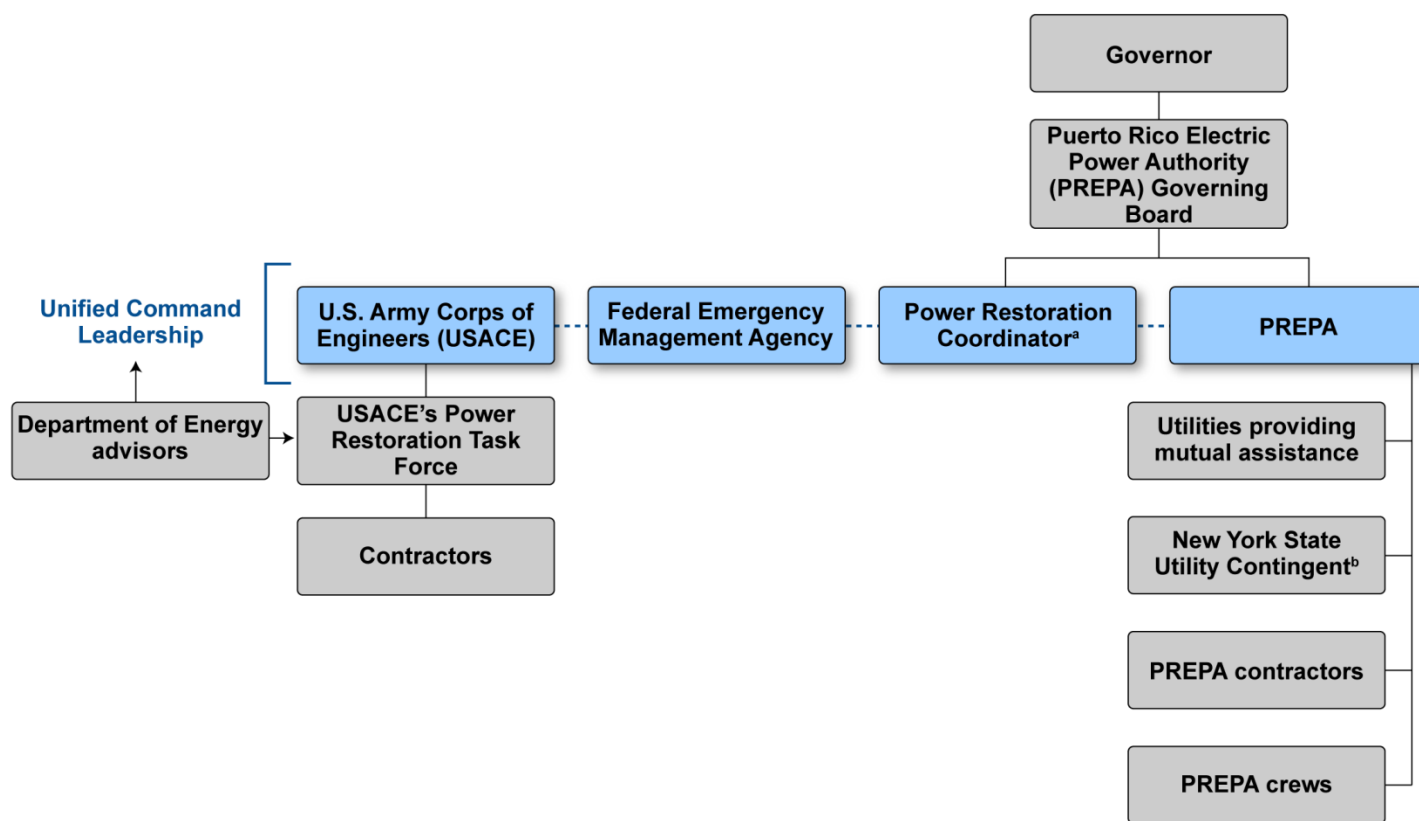 Governor
Puerto Rico Electric
Power Authority
(PREPA) Governing
Board
Unified Command
Leadership
U.S. Army Corps of
Engineers (USACE)
Federal Emergency
Management Agency
Power Restoration
Coordinatorᵃ
PREPA
Department of Energy
advisors
USACE’s Power
Restoration Task
Force
Contractors
Utilities providing
mutual assistance
New York State
Utility Contingentᵇ
PREPA contractors
PREPA crews